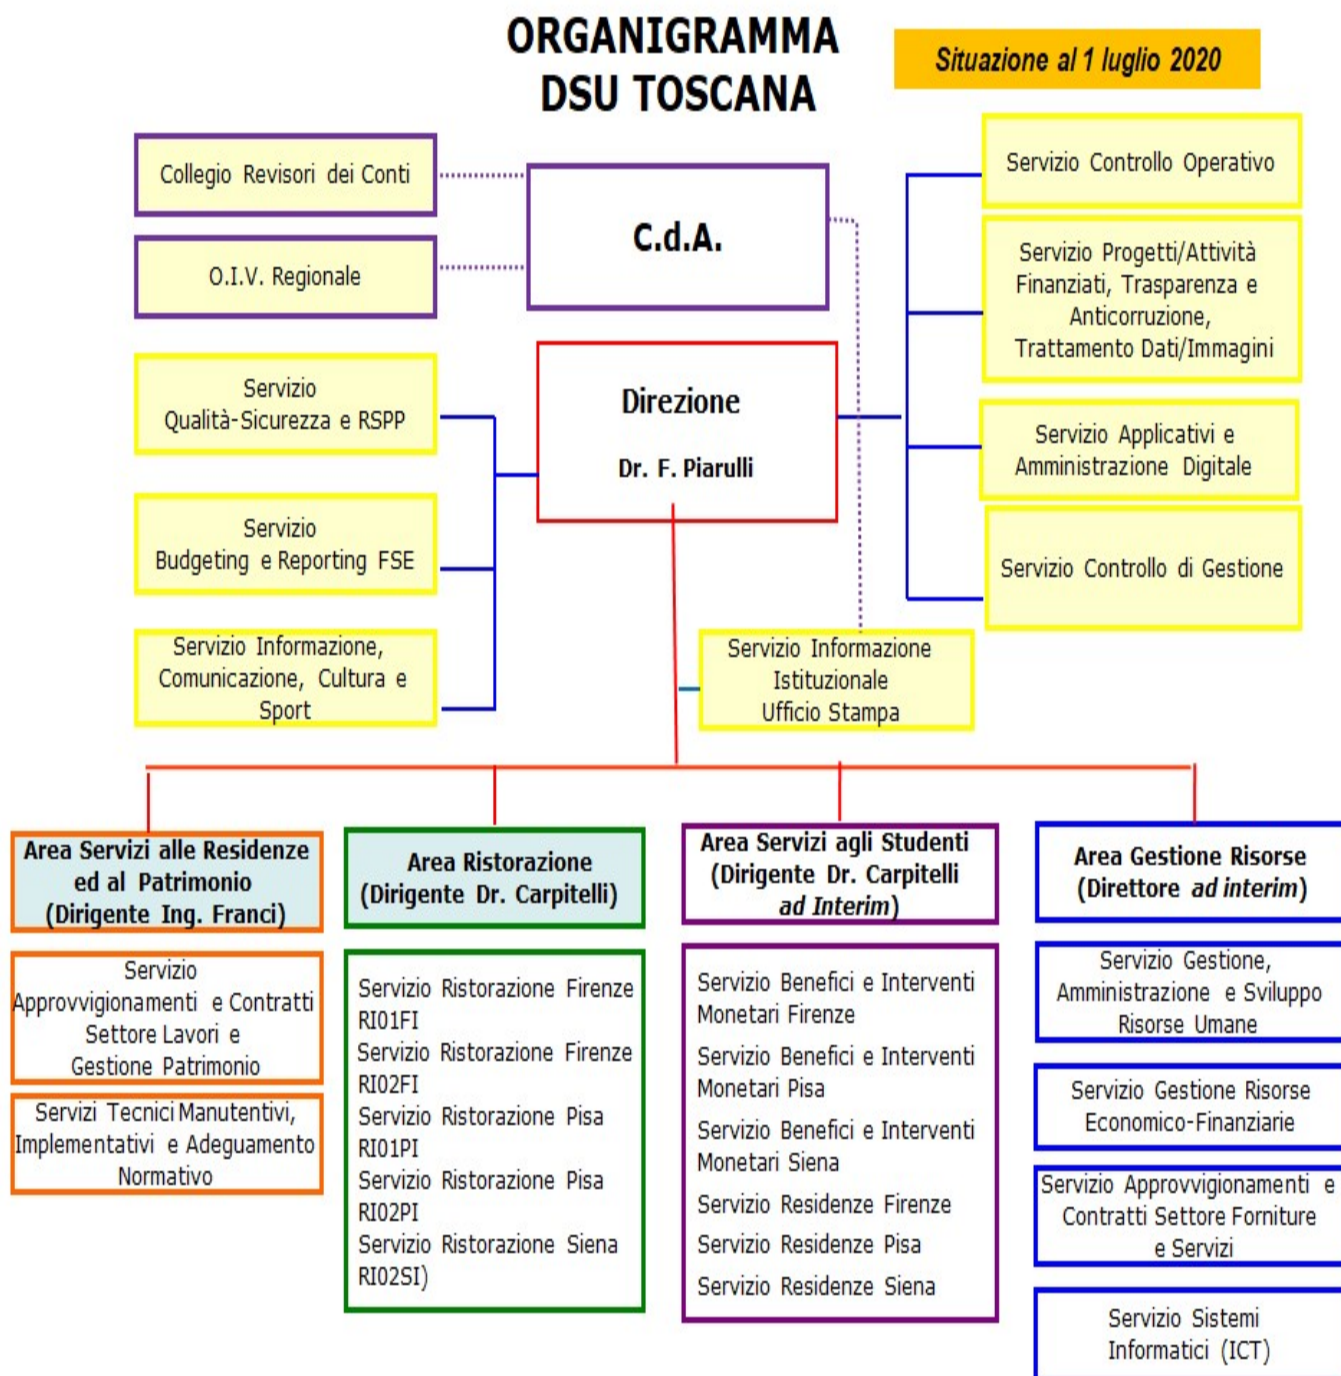 ORGANIGRAMMA
DSU TOSCANA
Situazione al 1 luglio 2020
Collegio Revisori dei Conti
O.I.V. Regionale
C.d.A.
Servizio Controllo Operativo
Servizio Progetti/Attività
Finanziati, Trasparenza e
Anticorruzione,
Trattamento Dati/Immagini
Servizio
Qualità-Sicurezza e RSPP
Direzione
Dr. F. Piarulli
Servizio Applicativi e
Amministrazione Digitale
Servizio
Budgeting e Reporting FSE
Servizio Controllo di Gestione
Servizio Informazione,
Comunicazione, Cultura e
Sport
Servizio Informazione
Istituzionale
Ufficio Stampa
Area Servizi alle Residenze
ed al Patrimonio
(Dirigente Ing. Franci)
Servizio
Approvvigionamenti e Contratti
Settore Lavori e
Gestione Patrimonio
Servizi Tecnici Manutentivi,
Implementativi e Adeguamento
Normativo
Area Ristorazione
(Dirigente Dr. Carpitelli)
Servizio Ristorazione Firenze
RI01FI
Servizio Ristorazione Firenze
RI02FI
Servizio Ristorazione Pisa
RI01PI
Servizio Ristorazione Pisa
RI02PI
Servizio Ristorazione Siena
RI02SI)
Area Servizi agli Studenti
(Dirigente Dr. Carpitelli
ad Interim)
Servizio Benefici e Interventi
Monetari Firenze
Servizio Benefici e Interventi
Monetari Pisa
Servizio Benefici e Interventi
Monetari Siena
Servizio Residenze Firenze
Servizio Residenze Pisa
Servizio Residenze Siena
Area Gestione Risorse
(Direttore ad interim)
Servizio Gestione,
Amministrazione e Sviluppo
Risorse Umane
Servizio Gestione Risorse
Economico-Finanziarie
Servizio Approvvigionamenti e
Contratti Settore Forniture
e Servizi
Servizio Sistemi
Informatici (ICT)